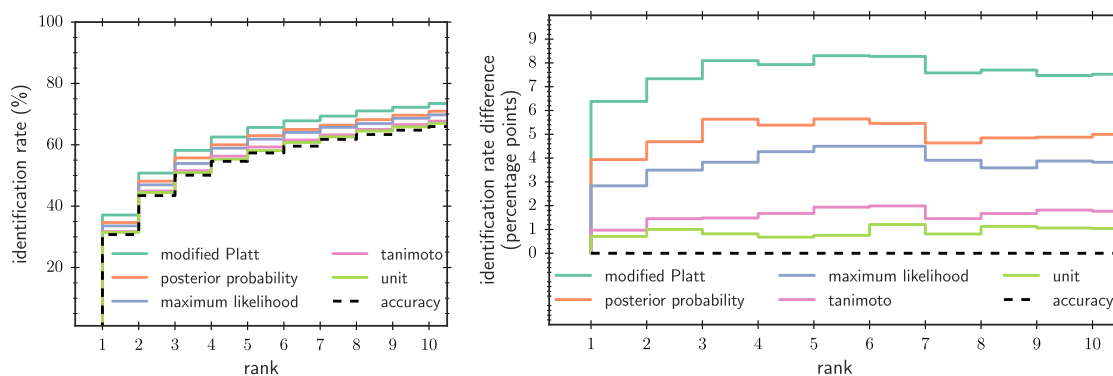 100
80
60
40
20
identification rate (%)
modified Platt
posterior probability
maximum likelihood
tanimoto
unit
accuracy
1 2 3 4 5 6 7 8 9 10
rank
9
8
7
6
5
4
3
2
1
0
identification rate difference
(percentage points)
modified Platt
posterior probability
maximum likelihood
tanimoto
unit
accuracy
1 2 3 4 5 6 7 8 9 10
rank